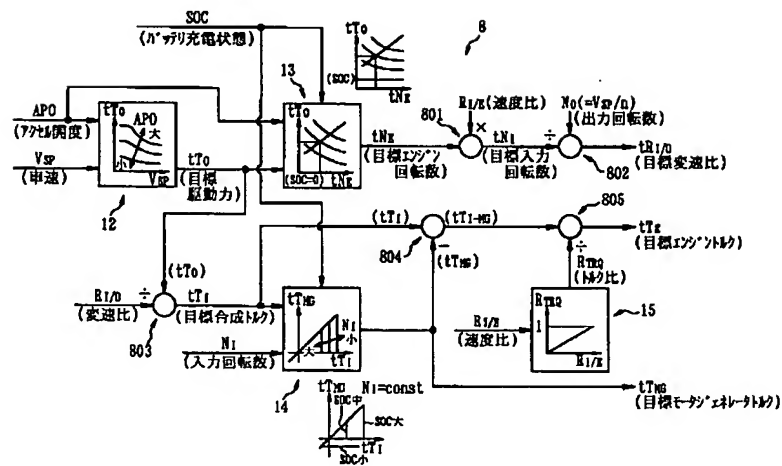 SOC
(バッテリ充電状態)
8
tTo
(SOC)
tNE
13
APO
(アクセル開度)
VSP
(車速)
tTo
APO 大
小
VSP
12
tTo
(目標
駆動力)
tTo
(SOC=0)
tNE
tNE
(目標エンジン
回転数)
RI/E(速度比)
801
×
tNI
(目標入力
回転数)
÷
No(=VSP/n)
(出力回転数)
802
tRI/O
(目標変速比)
(tTo)
RI/O
(変速比)
÷
803
tTI
(目標合成トルク)
(tTI)
804
−
(tTMG)
(tTI-MG)
805
÷
tTE
(目標エンジントルク)
RTRQ
(トルク比)
NI
(入力回転数)
tTMG
NI
小
大
tTI
14
RI/E
(速度比)
RTRQ
1
RI/E
15
tTMG
(目標モータジェネレータトルク)
tTMG
NI=const
SOC中
SOC大
tTI
SOC小